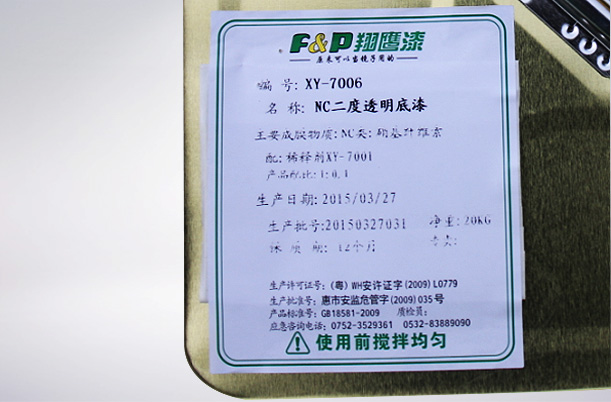 F&P翔鹰漆
原来可以当镜子用的
编 号: XY-7006
名 称: NC二度透明底漆
主要成膜物质: NC类: 硝基纤维素
配:稀释剂XY-7001
产品配比:1:0.1
生产日期:2015/03/27
生产批号:20150327031 净重:20KG
保 质 期: 12个月
生产许可证号: (粤) WH安许证字(2009)L0779
生产批准号: 惠市安监危管字(2009)035号
产品标准号: GB18581-2009 质检员:
应急咨询电话: 0752-3529361 0532-83889090
使用前搅拌均匀